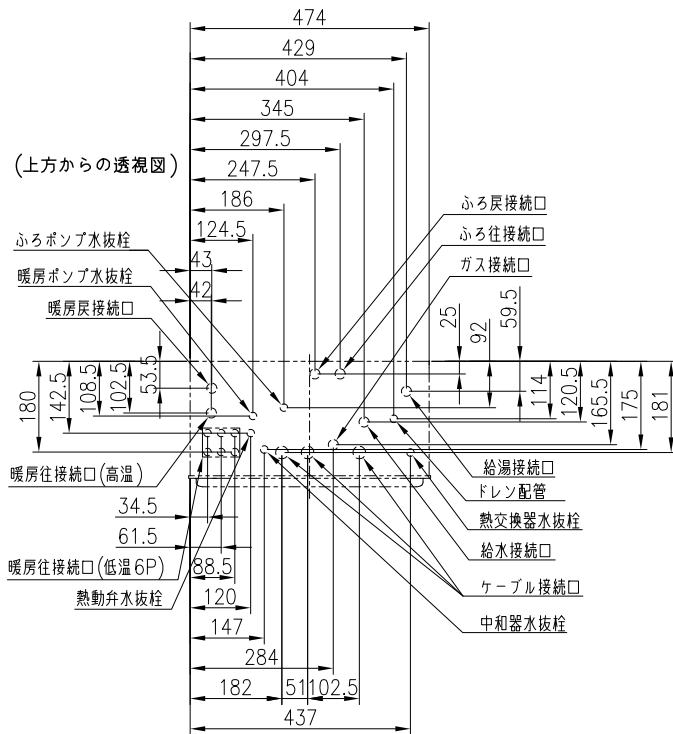 474
429
404
345
297.5
(上方からの透視図)
247.5
186
ふろ戻接続口
124.5
ふろ往接続口
ふろポンプ水抜栓
43
ガス接続口
暖房ポンプ水抜栓
42
暖房戻接続口
25
92
59.5
180
142.5
108.5
102.5
53.5
114
120.5
165.5
175
181
暖房往接続口(高温)
給湯接続口
ドレン配管
34.5
熱交換器水抜栓
61.5
給水接続口
暖房往接続口(低温6P)
88.5
ケーブル接続口
熱動弁水抜栓
120
中和器水抜栓
147
284
182
51
102.5
437